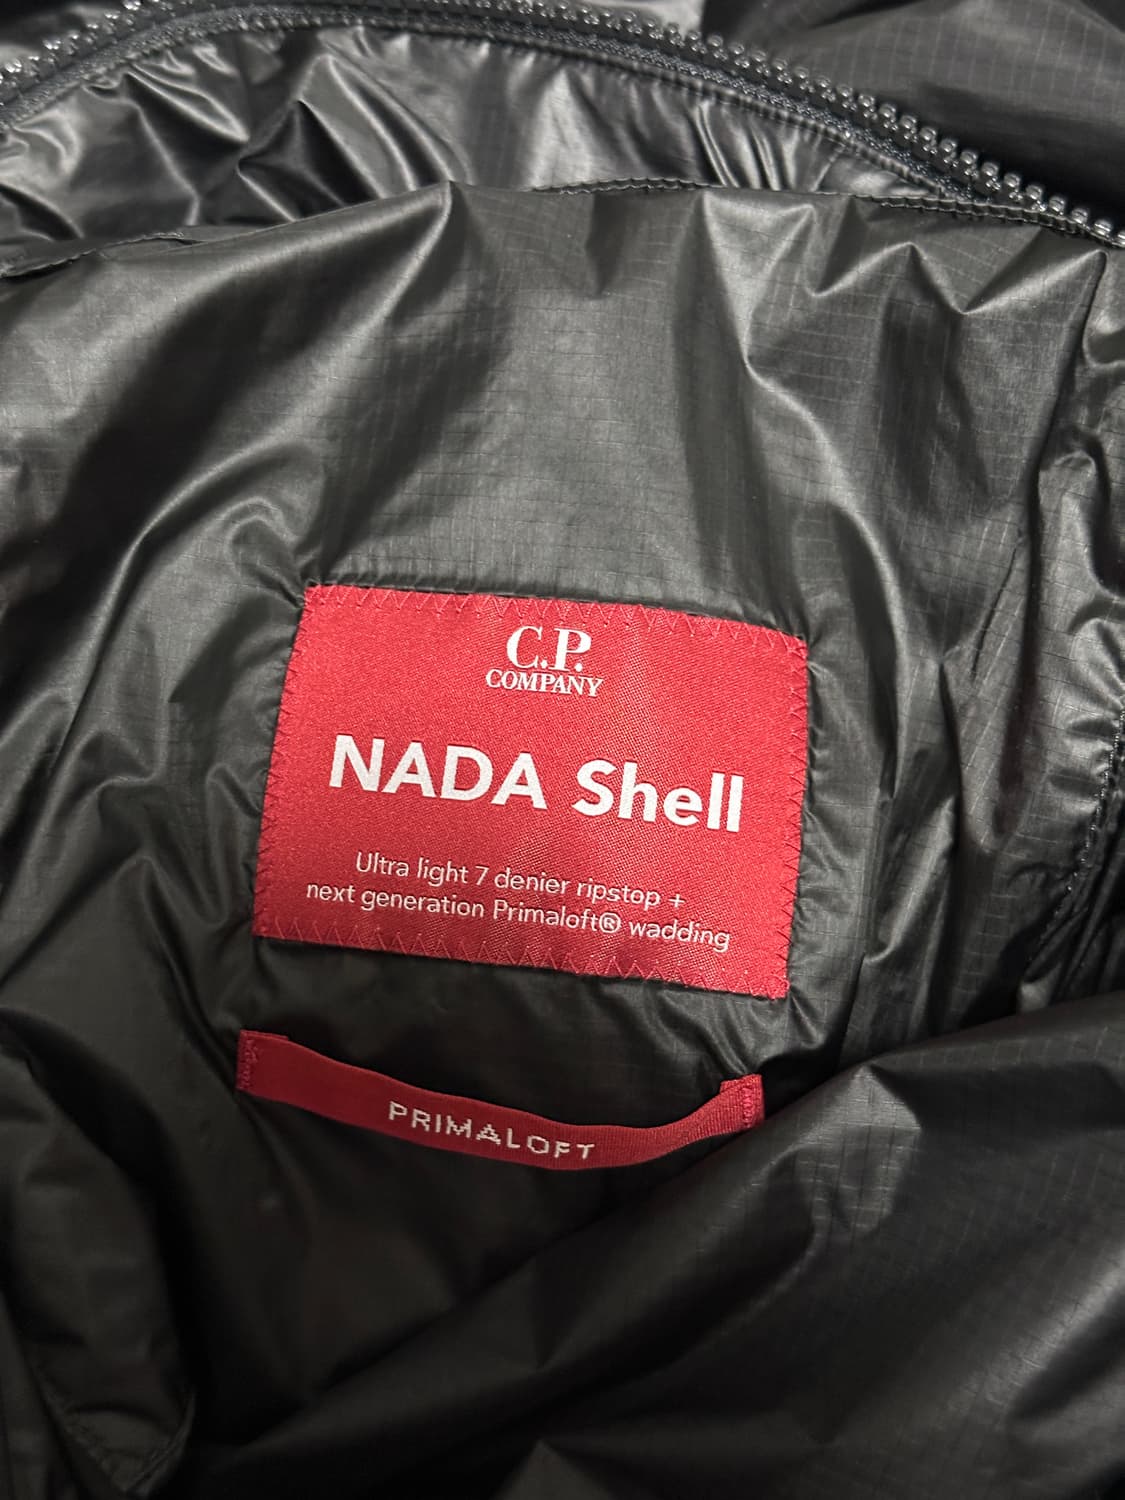 C.P.
COMPANY
NADA Shell
Ultra light 7 denier ripstop +
next generation Primaloft® wadding
PRIMALOFT